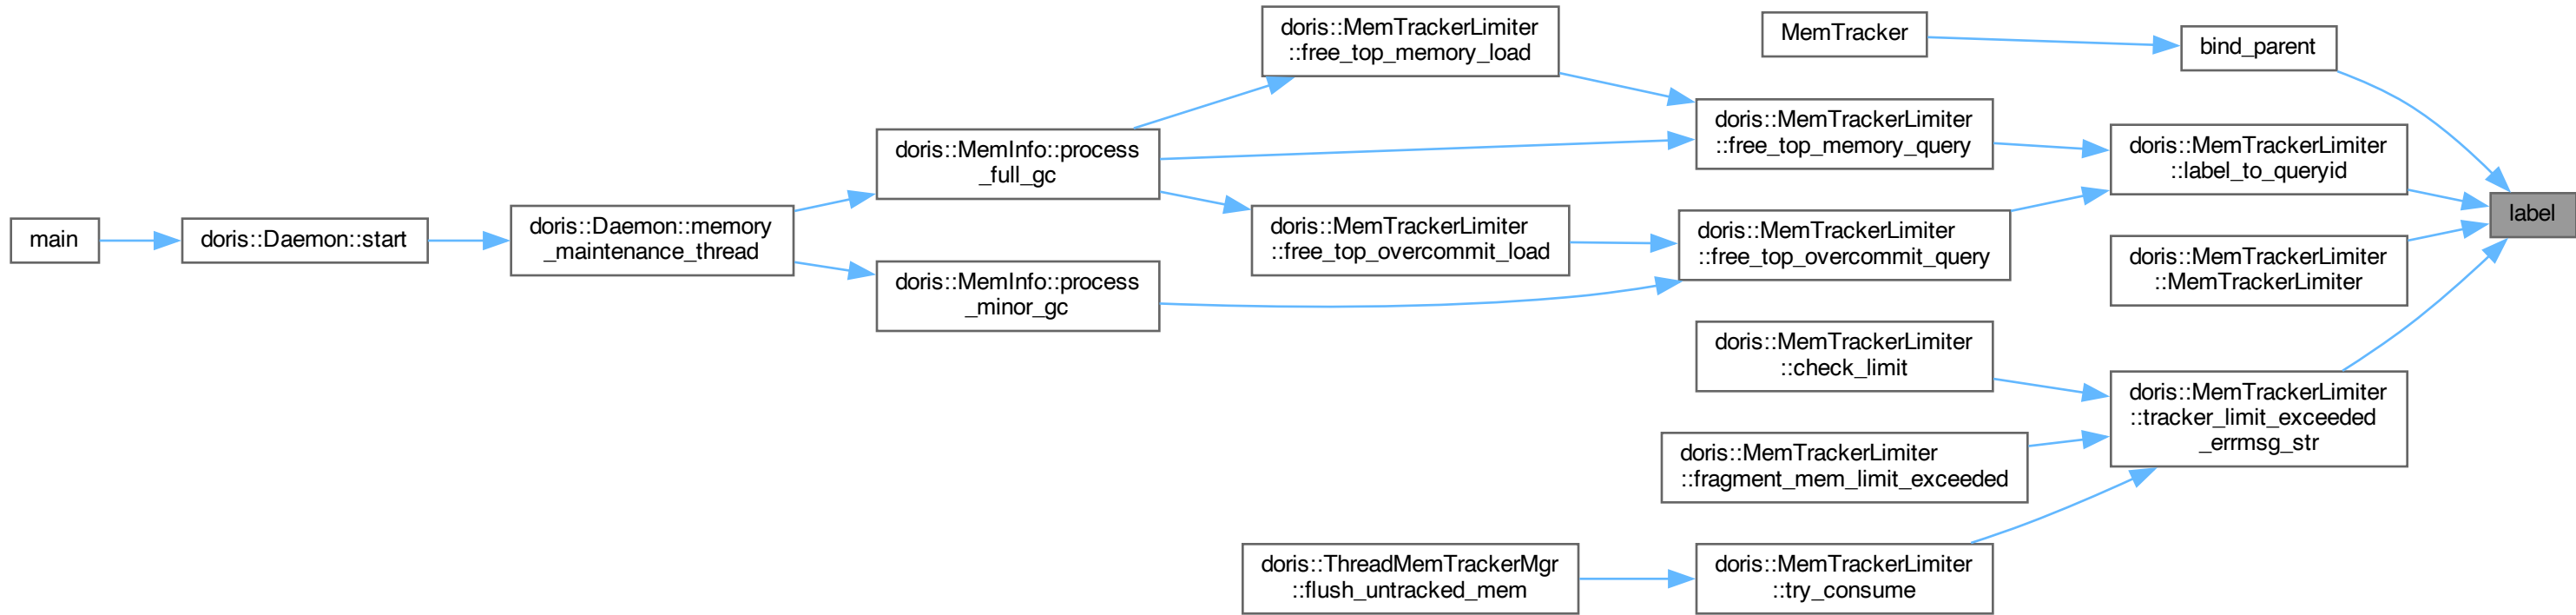 main
doris::Daemon::start
doris::Daemon::memory
_maintenance_thread
doris::MemInfo::process
_full_gc
doris::MemInfo::process
_minor_gc
doris::MemTrackerLimiter
::free_top_memory_load
doris::MemTrackerLimiter
::free_top_overcommit_load
doris::ThreadMemTrackerMgr
::flush_untracked_mem
MemTracker
doris::MemTrackerLimiter
::free_top_memory_query
doris::MemTrackerLimiter
::free_top_overcommit_query
doris::MemTrackerLimiter
::check_limit
doris::MemTrackerLimiter
::fragment_mem_limit_exceeded
doris::MemTrackerLimiter
::try_consume
bind_parent
doris::MemTrackerLimiter
::label_to_queryid
doris::MemTrackerLimiter
::MemTrackerLimiter
doris::MemTrackerLimiter
::tracker_limit_exceeded
_errmsg_str
label